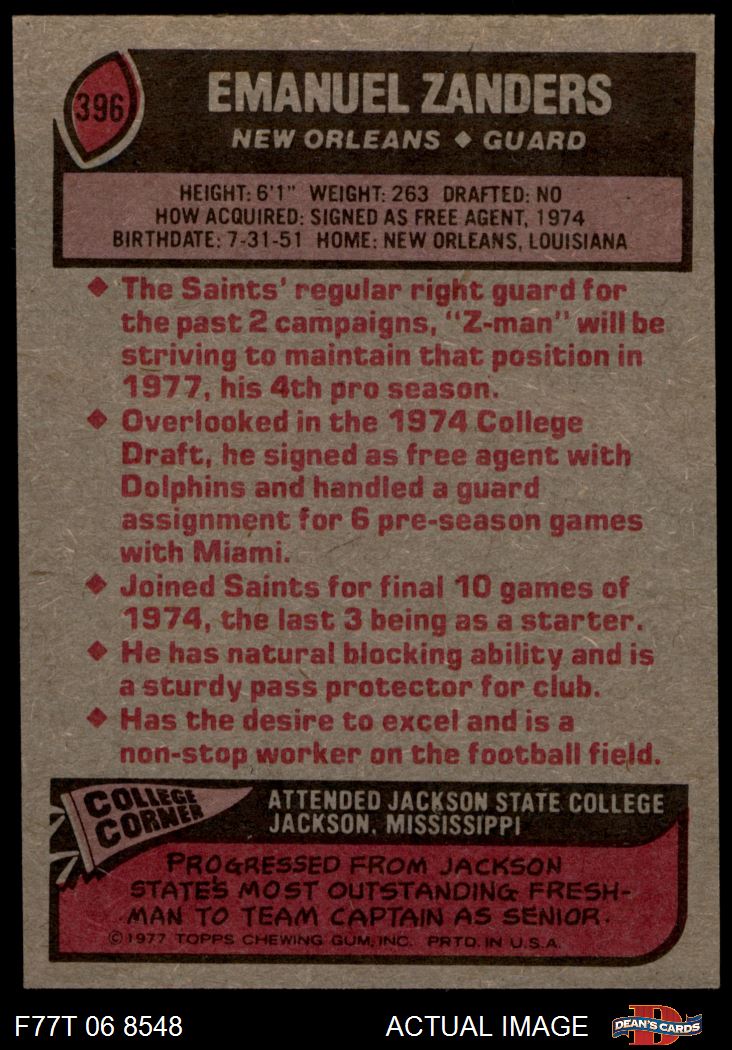 396
EMANUEL ZANDERS
NEW ORLEANS ◆ GUARD
HEIGHT: 6'1" WEIGHT: 263 DRAFTED: NO
HOW ACQUIRED: SIGNED AS FREE AGENT, 1974
BIRTHDATE: 7-31-51 HOME: NEW ORLEANS, LOUISIANA
◆ The Saints' regular right guard for
the past 2 campaigns, "Z-man" will be
striving to maintain that position in
1977, his 4th pro season.
◆ Overlooked in the 1974 College
Draft, he signed as free agent with
Dolphins and handled a guard
assignment for 6 pre-season games
with Miami.
◆ Joined Saints for final 10 games of
1974, the last 3 being as a starter.
◆ He has natural blocking ability and is
a sturdy pass protector for club.
◆ Has the desire to excel and is a
non-stop worker on the football field.
COLLEGE
CORNER
ATTENDED JACKSON STATE COLLEGE
JACKSON, MISSISSIPPI
PROGRESSED FROM JACKSON
STATE'S MOST OUTSTANDING FRESH-
MAN TO TEAM CAPTAIN AS SENIOR.
©1977 TOPPS CHEWING GUM, INC. PRTD. IN U.S.A.
F77T 06 8548
ACTUAL IMAGE
D
DEAN'S CARDS